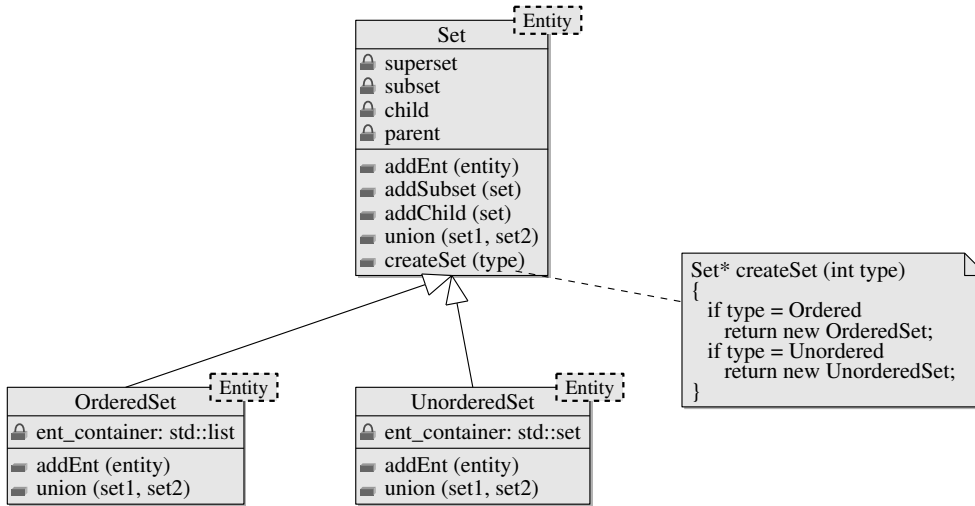 Entity
Set
superset
subset
child
parent
addEnt (entity)
addSubset (set)
addChild (set)
union (set1, set2)
createSet (type)
Set* createSet (int type)
{
if type = Ordered
return new OrderedSet;
if type = Unordered
return new UnorderedSet;
}
Entity
OrderedSet
ent_container: std::list
addEnt (entity)
union (set1, set2)
Entity
UnorderedSet
ent_container: std::set
addEnt (entity)
union (set1, set2)